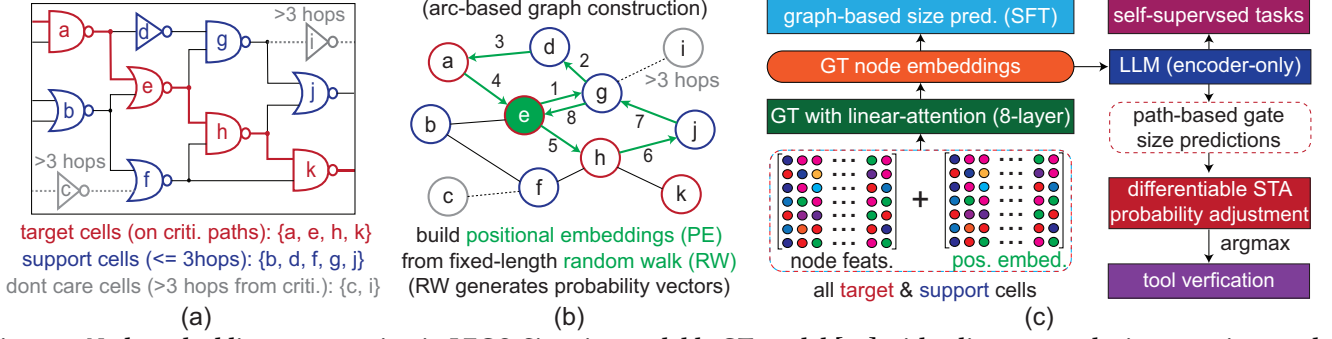 >3 hops
a
d
g
i
e
b
j
h
>3 hops
c
f
k
target cells (on criti. paths): {a, e, h, k}
support cells (<= 3hops): {b, d, f, g, j}
dont care cells (>3 hops from criti.): {c, i}
(a)
(arc-based graph construction)
3
d
i
a
2
>3 hops
4
1
g
e
8
7
b
j
5
h
6
c
f
k
build positional embeddings (PE)
from fixed-length random walk (RW)
(RW generates probability vectors)
(b)
graph-based size pred. (SFT)
self-supervsed tasks
GT node embeddings
LLM (encoder-only)
GT with linear-attention (8-layer)
path-based gate
size predictions
+
differentiable STA
probability adjustment
argmax
node feats.
pos. embed.
tool verfication
all target & support cells
(c)